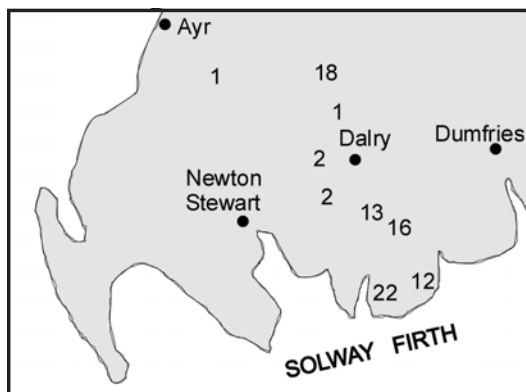 Ayr
1
18
1
Dalry
Dumfries
2
Newton
Stewart
2
13
16
12
22
SOLWAY FIRTH